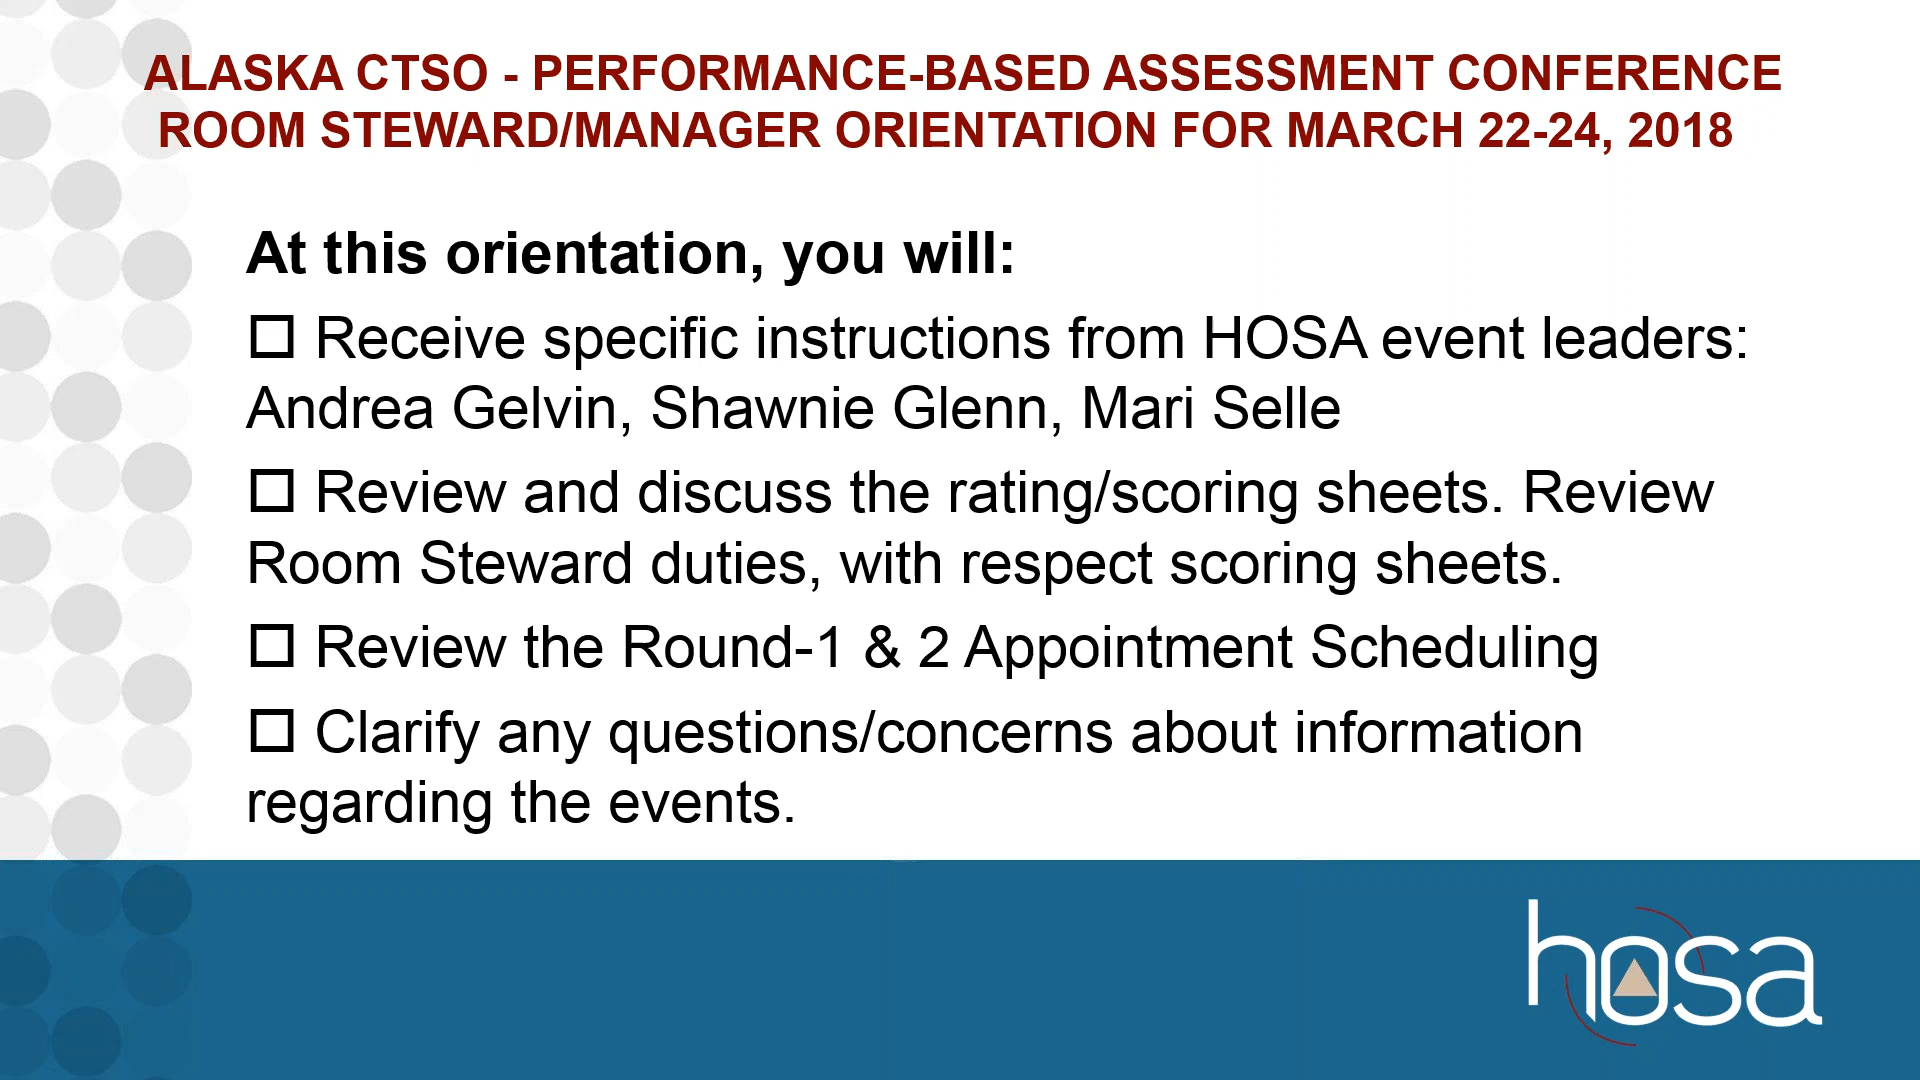 ALASKA CTSO - PERFORMANCE-BASED ASSESSMENT CONFERENCE
ROOM STEWARD/MANAGER ORIENTATION FOR MARCH 22-24, 2018
At this orientation, you will:
☐ Receive specific instructions from HOSA event leaders:
Andrea Gelvin, Shawnie Glenn, Mari Selle
☐ Review and discuss the rating/scoring sheets. Review
Room Steward duties, with respect scoring sheets.
☐ Review the Round-1 & 2 Appointment Scheduling
☐ Clarify any questions/concerns about information
regarding the events.
hosa